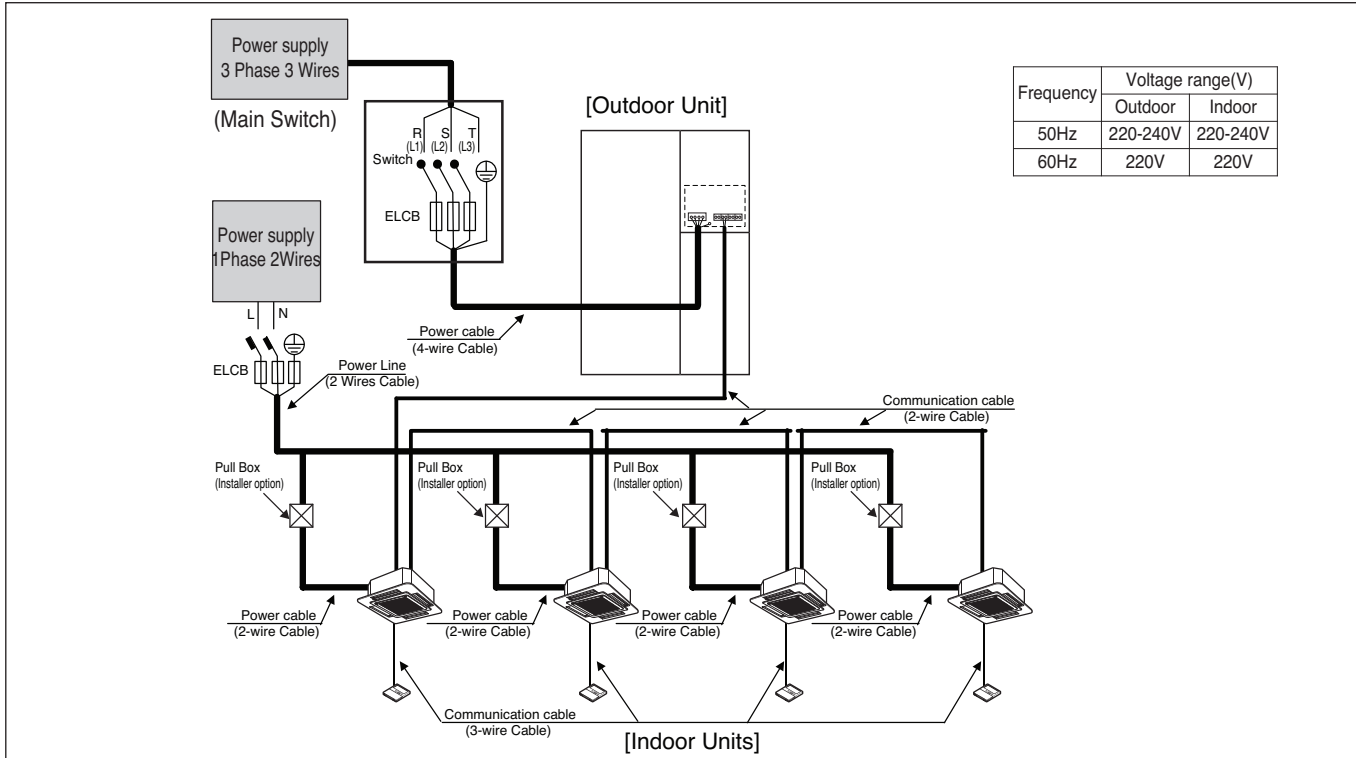 Power supply
3 Phase 3 Wires
(Main Switch)
R S T
(L1) (L2) (L3)
Switch
ELCB
[Outdoor Unit]
Frequency Voltage range(V)
Outdoor Indoor
50Hz 220-240V 220-240V
60Hz 220V 220V
Power supply
1Phase 2Wires
L N
ELCB
Power Line
(2 Wires Cable)
Power cable
(4-wire Cable)
Communication cable
(2-wire Cable)
Pull Box
(Installer option)
Pull Box
(Installer option)
Pull Box
(Installer option)
Pull Box
(Installer option)
Power cable
(2-wire Cable)
Power cable
(2-wire Cable)
Power cable
(2-wire Cable)
Power cable
(2-wire Cable)
Communication cable
(3-wire Cable)
[Indoor Units]